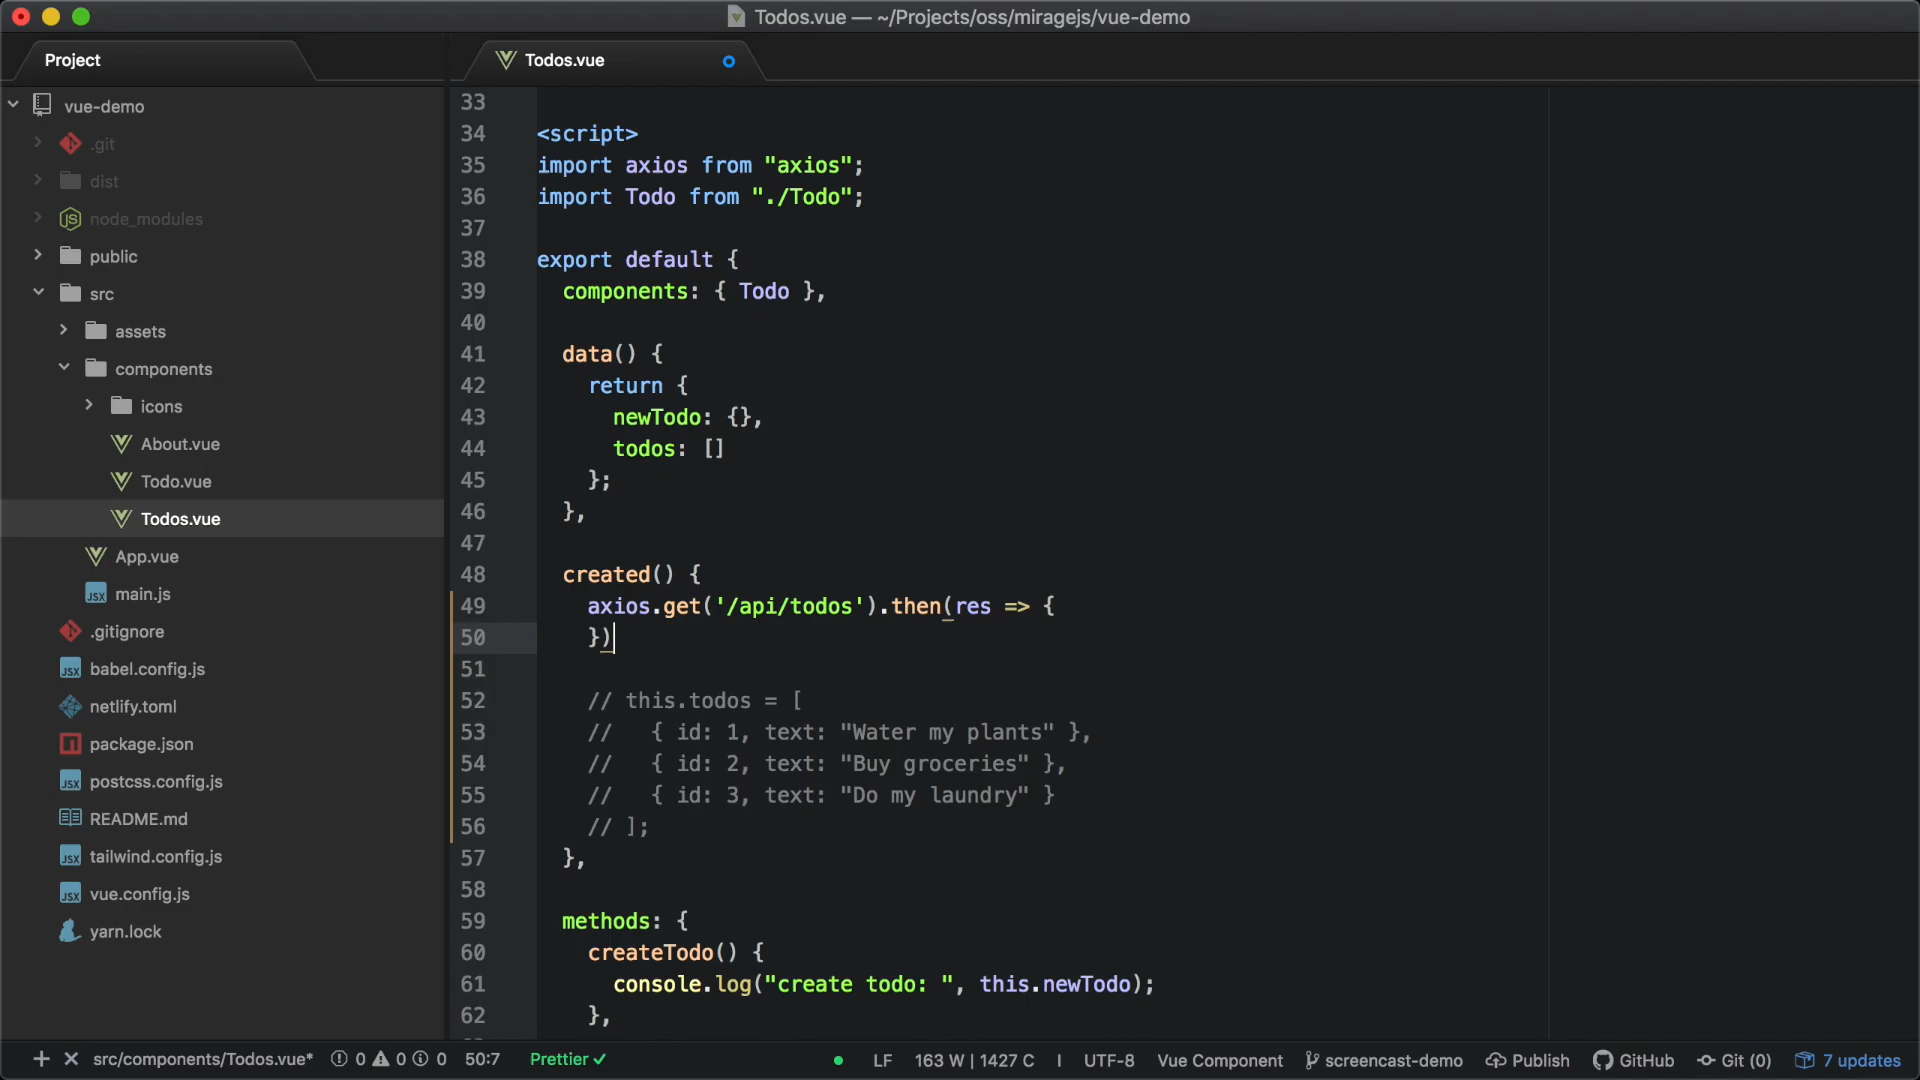 Todos.vue — ~/Projects/oss/miragejs/vue-demo
Project
vue-demo
.git
dist
node_modules
public
src
assets
components
icons
About.vue
Todo.vue
Todos.vue
App.vue
main.js
.gitignore
babel.config.js
netlify.toml
package.json
postcss.config.js
README.md
tailwind.config.js
vue.config.js
yarn.lock
Todos.vue
33
34 <script>
35 import axios from "axios";
36 import Todo from "./Todo";
37
38 export default {
39 components: { Todo },
40
41 data() {
42 return {
43 newTodo: {},
44 todos: []
45 };
46 },
47
48 created() {
49 axios.get('/api/todos').then(res => {
50 })
51
52 // this.todos = [
53 // { id: 1, text: "Water my plants" },
54 // { id: 2, text: "Buy groceries" },
55 // { id: 3, text: "Do my laundry" }
56 // ];
57 },
58
59 methods: {
60 createTodo() {
61 console.log("create todo: ", this.newTodo);
62 },
src/components/Todos.vue* 0 0 0 50:7 Prettier ✓ LF 163 W | 1427 C I UTF-8 Vue Component screencast-demo Publish GitHub Git (0) 7 updates